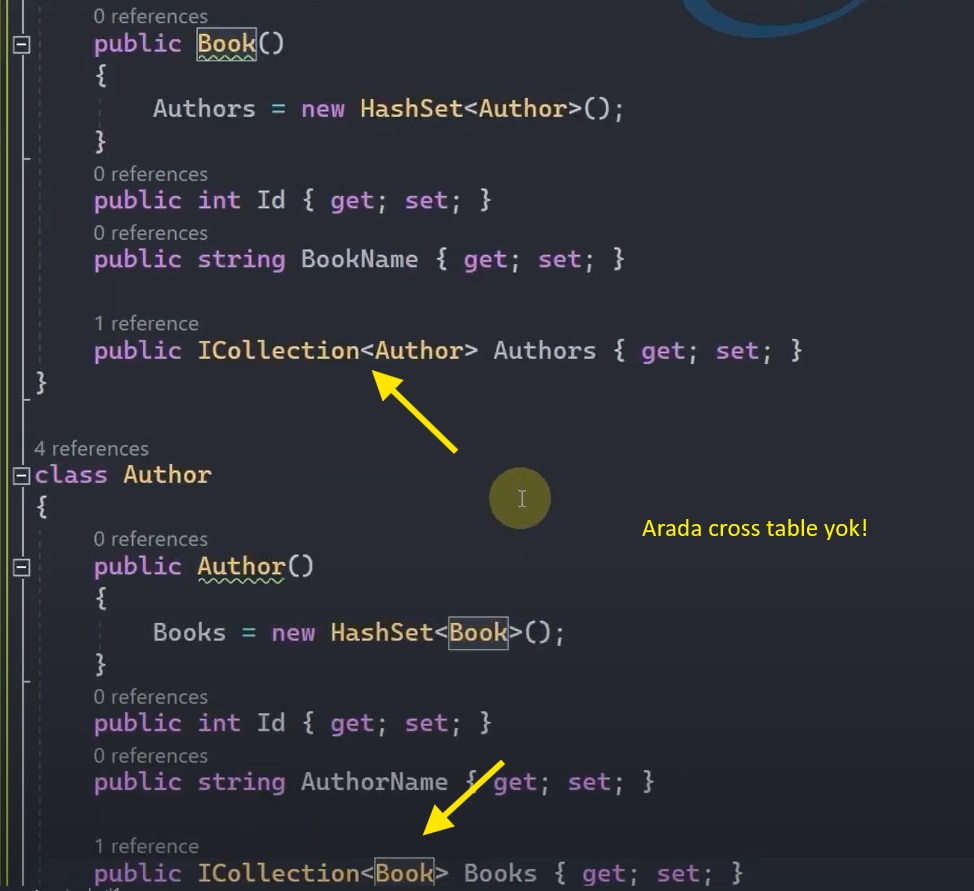 0 references
public Book()
{
Authors = new HashSet<Author>();
}
0 references
public int Id { get; set; }
0 references
public string BookName { get; set; }
1 reference
public ICollection<Author> Authors { get; set; }
}
4 references
class Author
{
0 references
public Author()
Arada cross table yok!
{
Books = new HashSet<Book>();
}
0 references
public int Id { get; set; }
0 references
public string AuthorName { get; set; }
1 reference
public ICollection<Book> Books { get; set; }